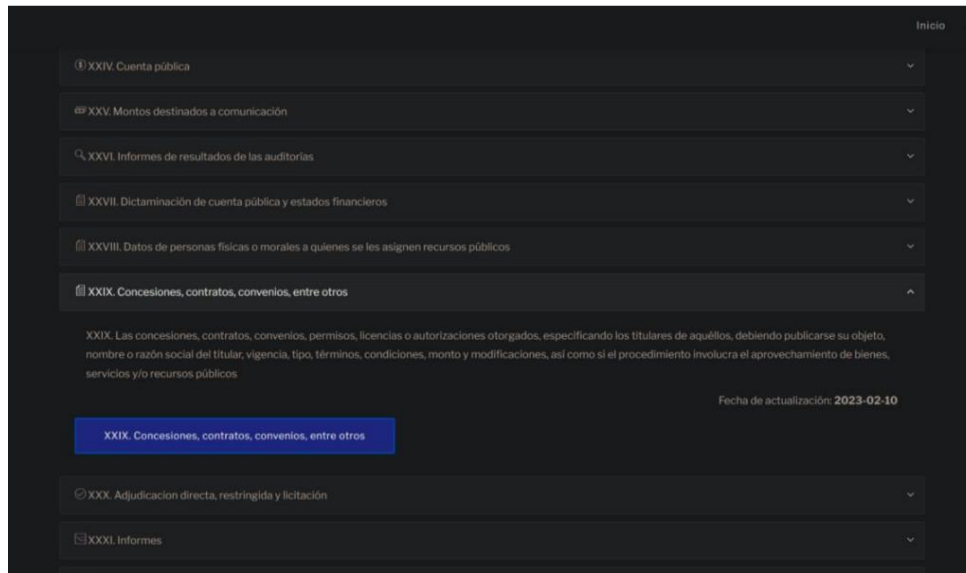 Inicio
XXIV. Cuenta pública
XXV. Montos destinados a comunicación
XXVI. Informes de resultados de las auditorías
XXVII. Dictaminación de cuenta pública y estados financieros
XXVIII. Datos de personas físicas o morales a quienes se les asignen recursos públicos
XXIX. Concesiones, contratos, convenios, entre otros
XXIX. Las concesiones, contratos, convenios, permisos, licencias o autorizaciones otorgados, especificando los titulares de aquéllos, debiendo publicarse su objeto,
nombre o razón social del titular, vigencia, tipo, términos, condiciones, monto y modificaciones, así como si el procedimiento involucra el aprovechamiento de bienes,
servicios y/o recursos públicos
Fecha de actualización: 2023-02-10
XXIX. Concesiones, contratos, convenios, entre otros
XXX. Adjudicacion directa, restringida y licitación
XXXI. Informes